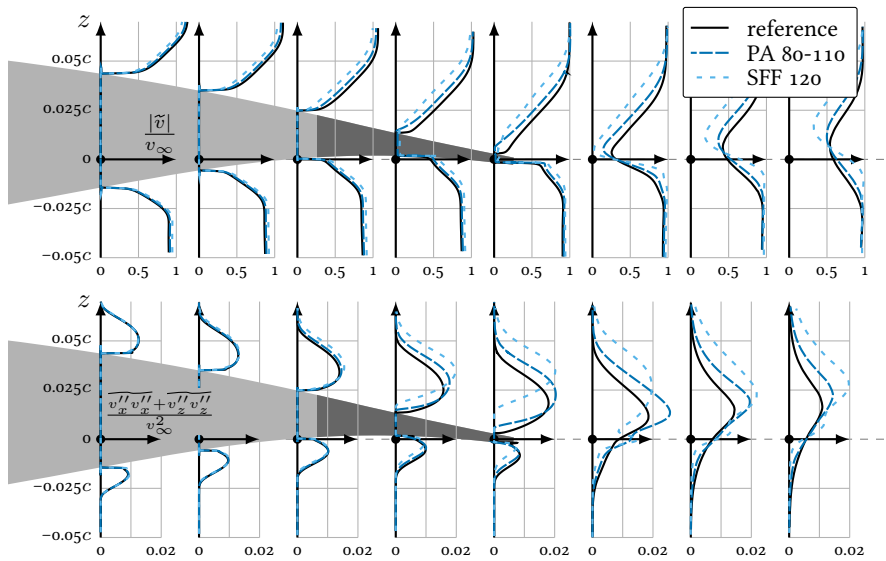 z
reference
PA 80-110
SFF 120
0.05c
0.025c
|ṽ|
v∞
0
−0.025c
−0.05c
0 0.5 1 0 0.5 1 0 0.5 1 0 0.5 1 0 0.5 1 0 0.5 1 0 0.5 1 0 0.5 1
z
0.05c
0.025c
v''ₓv''ₓ+v''_zv''_z
v²∞
0
−0.025c
−0.05c
0 0.02 0 0.02 0 0.02 0 0.02 0 0.02 0 0.02 0 0.02 0 0.02